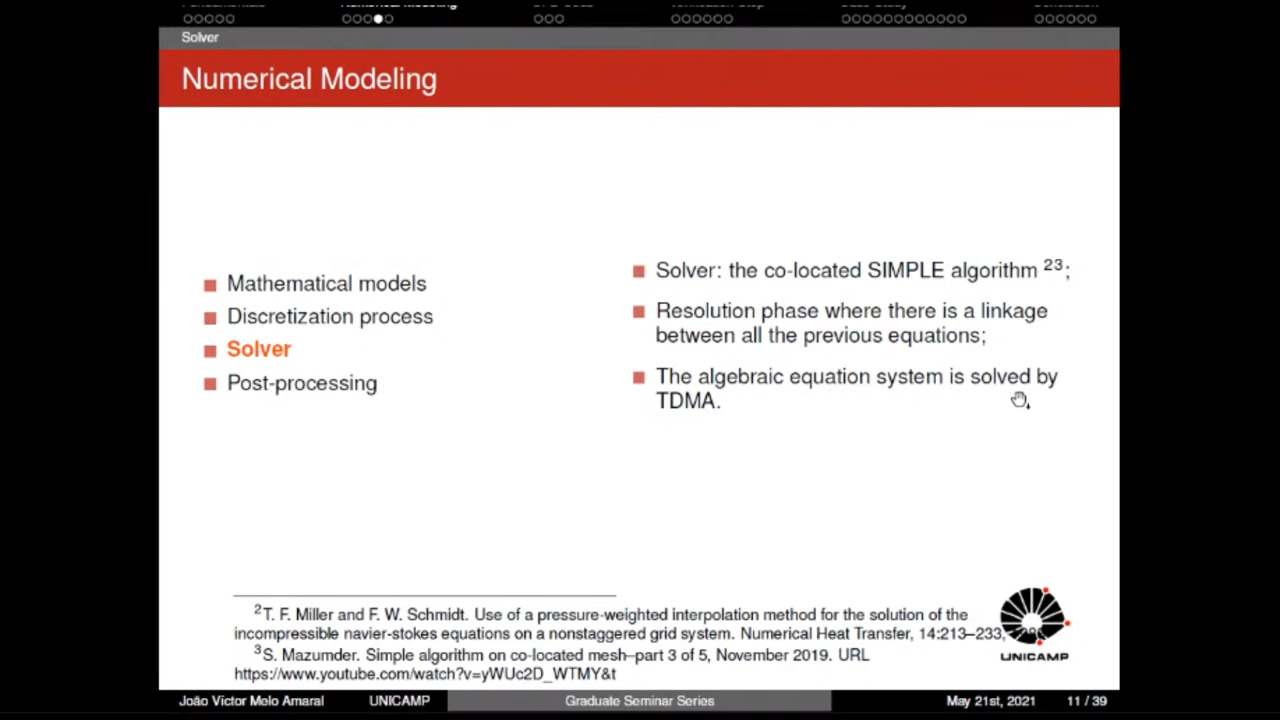 Solver
Numerical Modeling
Mathematical models
Discretization process
Solver
Post-processing
Solver: the co-located SIMPLE algorithm 23;
Resolution phase where there is a linkage
between all the previous equations;
The algebraic equation system is solved by
TDMA.
2T. F. Miller and F. W. Schmidt. Use of a pressure-weighted interpolation method for the solution of the
incompressible navier-stokes equations on a nonstaggered grid system. Numerical Heat Transfer, 14:213–233,
3S. Mazumder. Simple algorithm on co-located mesh–part 3 of 5, November 2019. URL
https://www.youtube.com/watch?v=yWUc2D_WTMY&t
UNICAMP
João Victor Melo Amaral UNICAMP Graduate Seminar Series May 21st, 2021 11 / 39